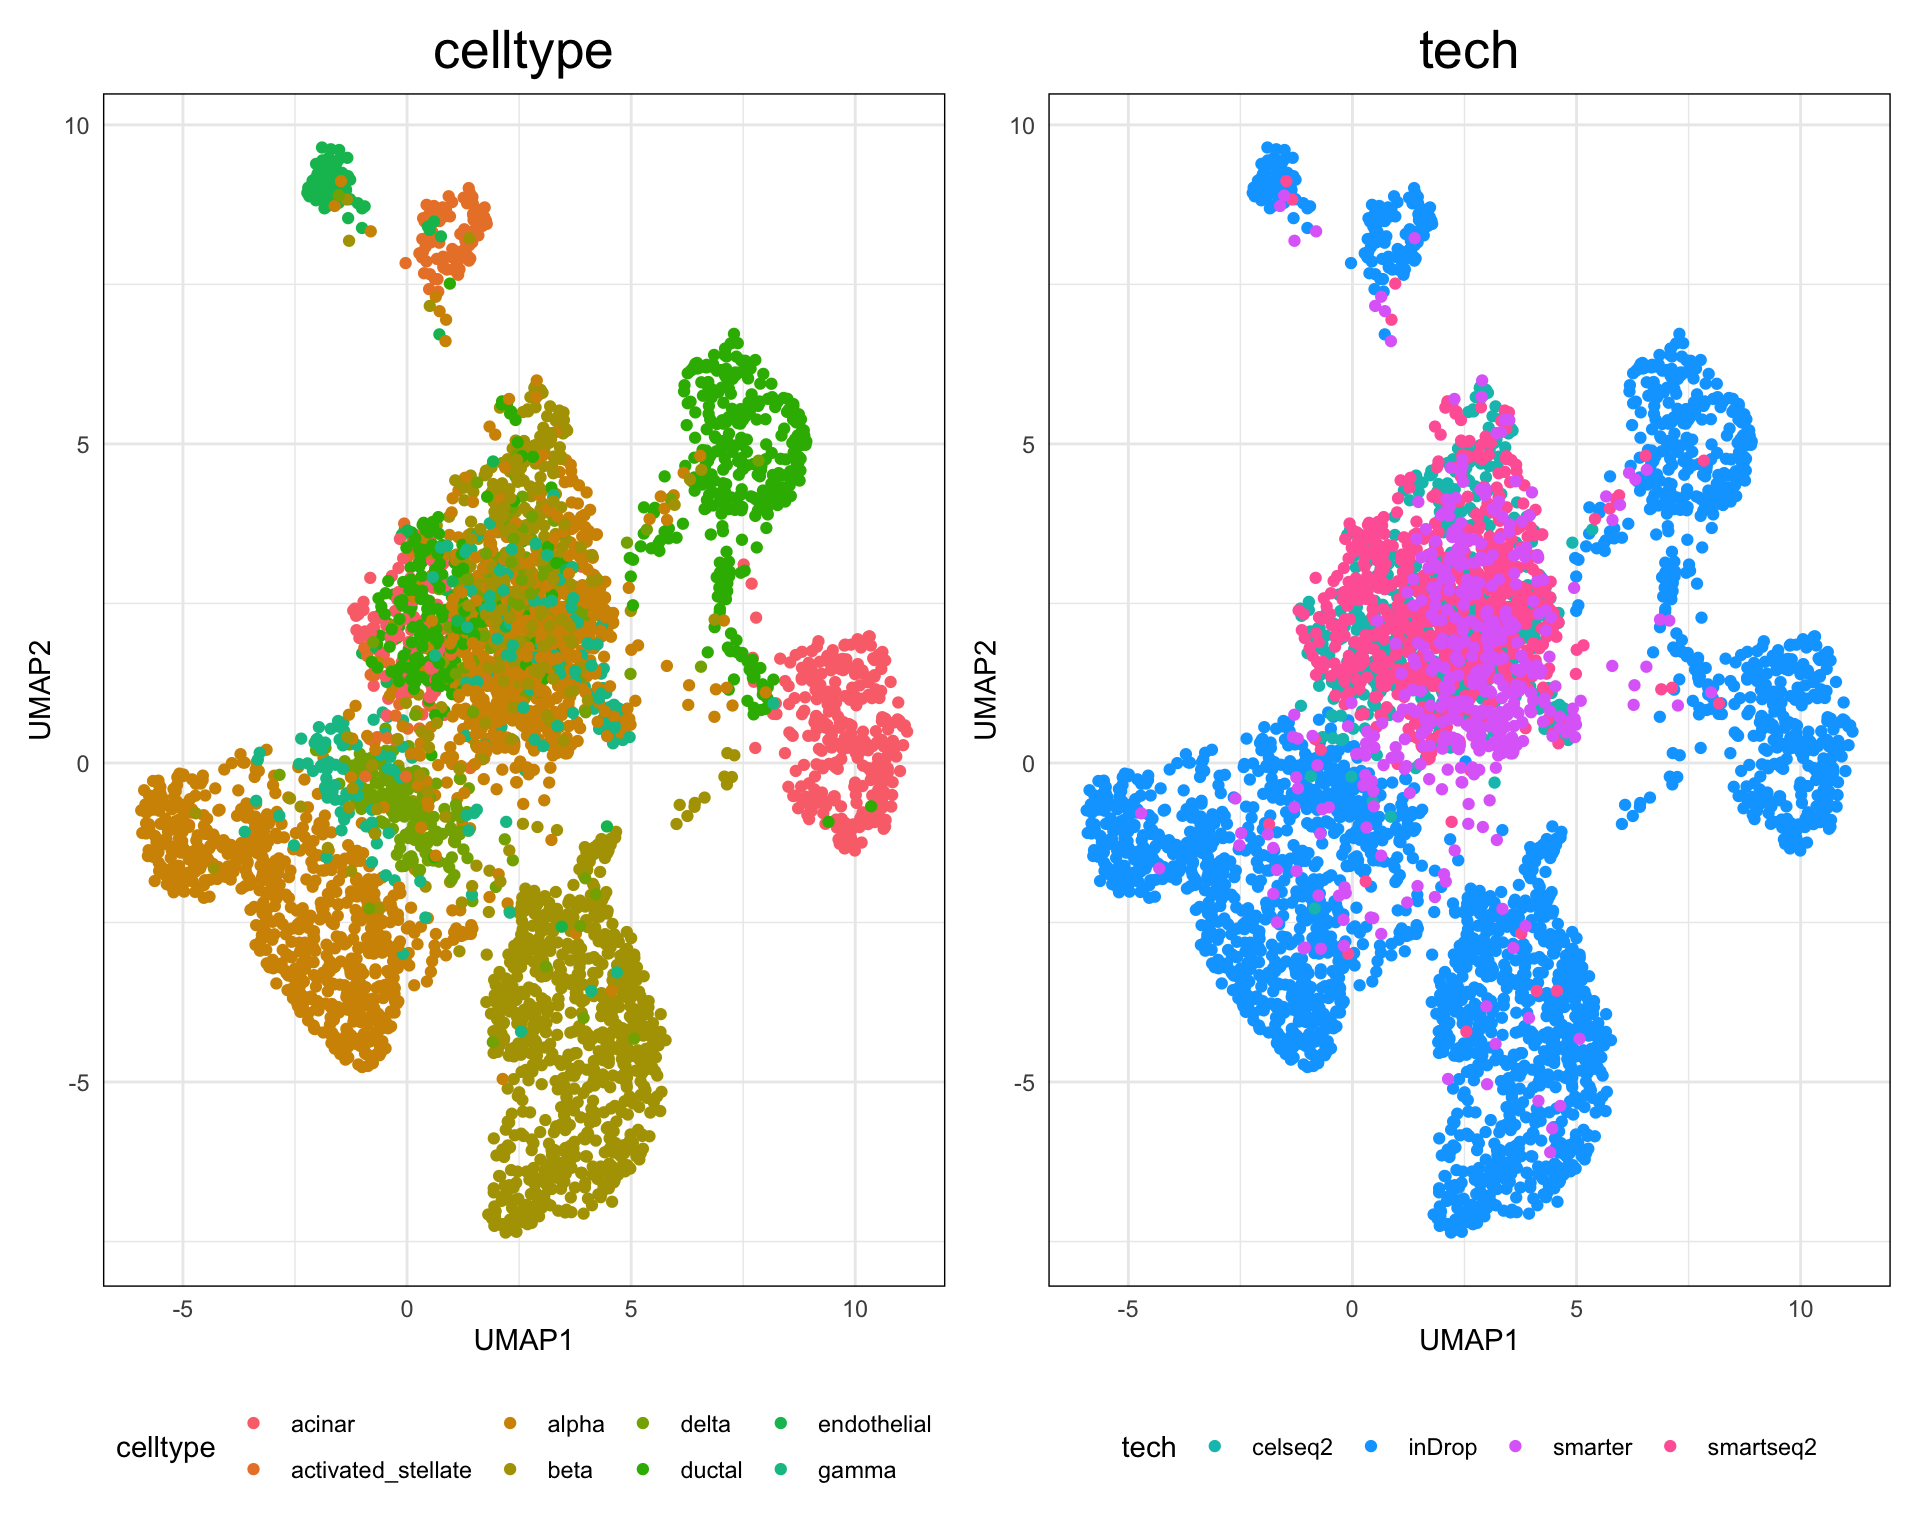 celltype
tech
10
5
0
-5
UMAP2
-5
0
5
10
UMAP1
10
5
0
-5
UMAP2
-5
0
5
10
UMAP1
celltype
acinar
alpha
delta
endothelial
activated_stellate
beta
ductal
gamma
tech
celseq2
inDrop
smarter
smartseq2